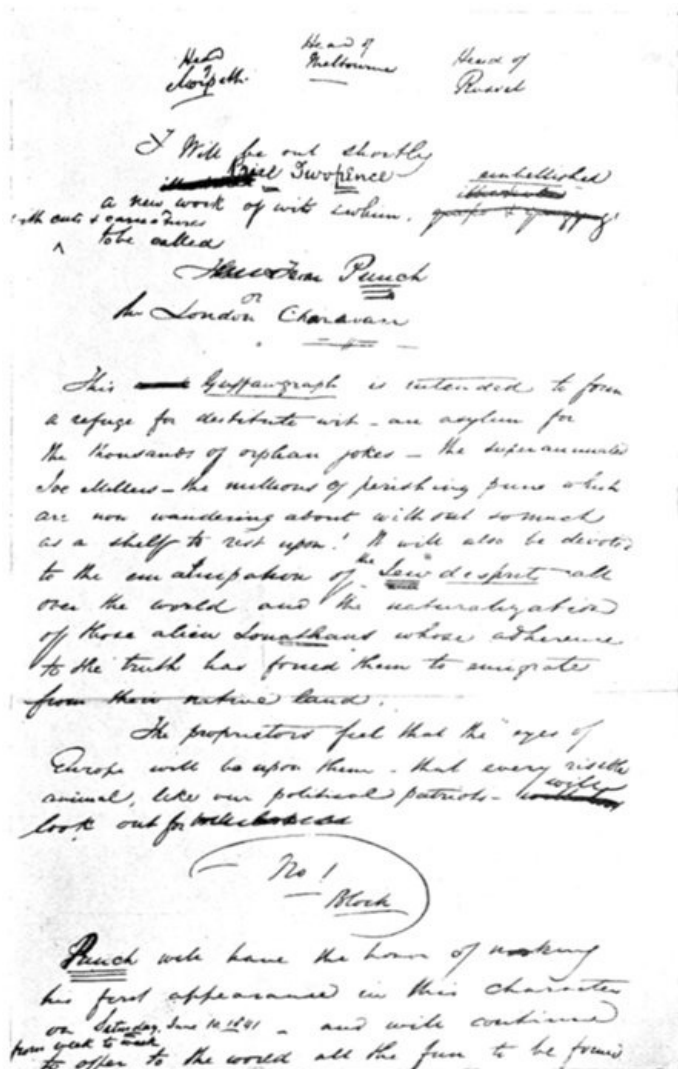 Head of
Morpeth.
Head of
Melbourne
Head of
Russel
I Will be out shortly
Price Twopence
embellished
a new work of wit & whim.
with cuts & caricatures
to be called
Punch
or
the London Charavari
This Guffawgraph is intended to form
a refuge for destitute wit - an asylum for
the thousands of orphan jokes - the superannuated
Joe Millers - the millions of perishing puns which
are now wandering about without so much
as a shelf to rest upon! It will also be devoted
to the emancipation of the "Jew" desprit all
over the world and the naturalization
of those alien Jonathans whose adherence
to the truth has forced them to emigrate
from their native land.
The proprietors feel that the eyes of
Europe will be upon them - that every risible
animal, like our political patriots - will
look out for
No!
Block
Punch will have the honor of making
his first appearance in this character
on Saturday, June 10, 1841 - and will continue
from week to week
to offer to the world all the fun to be found